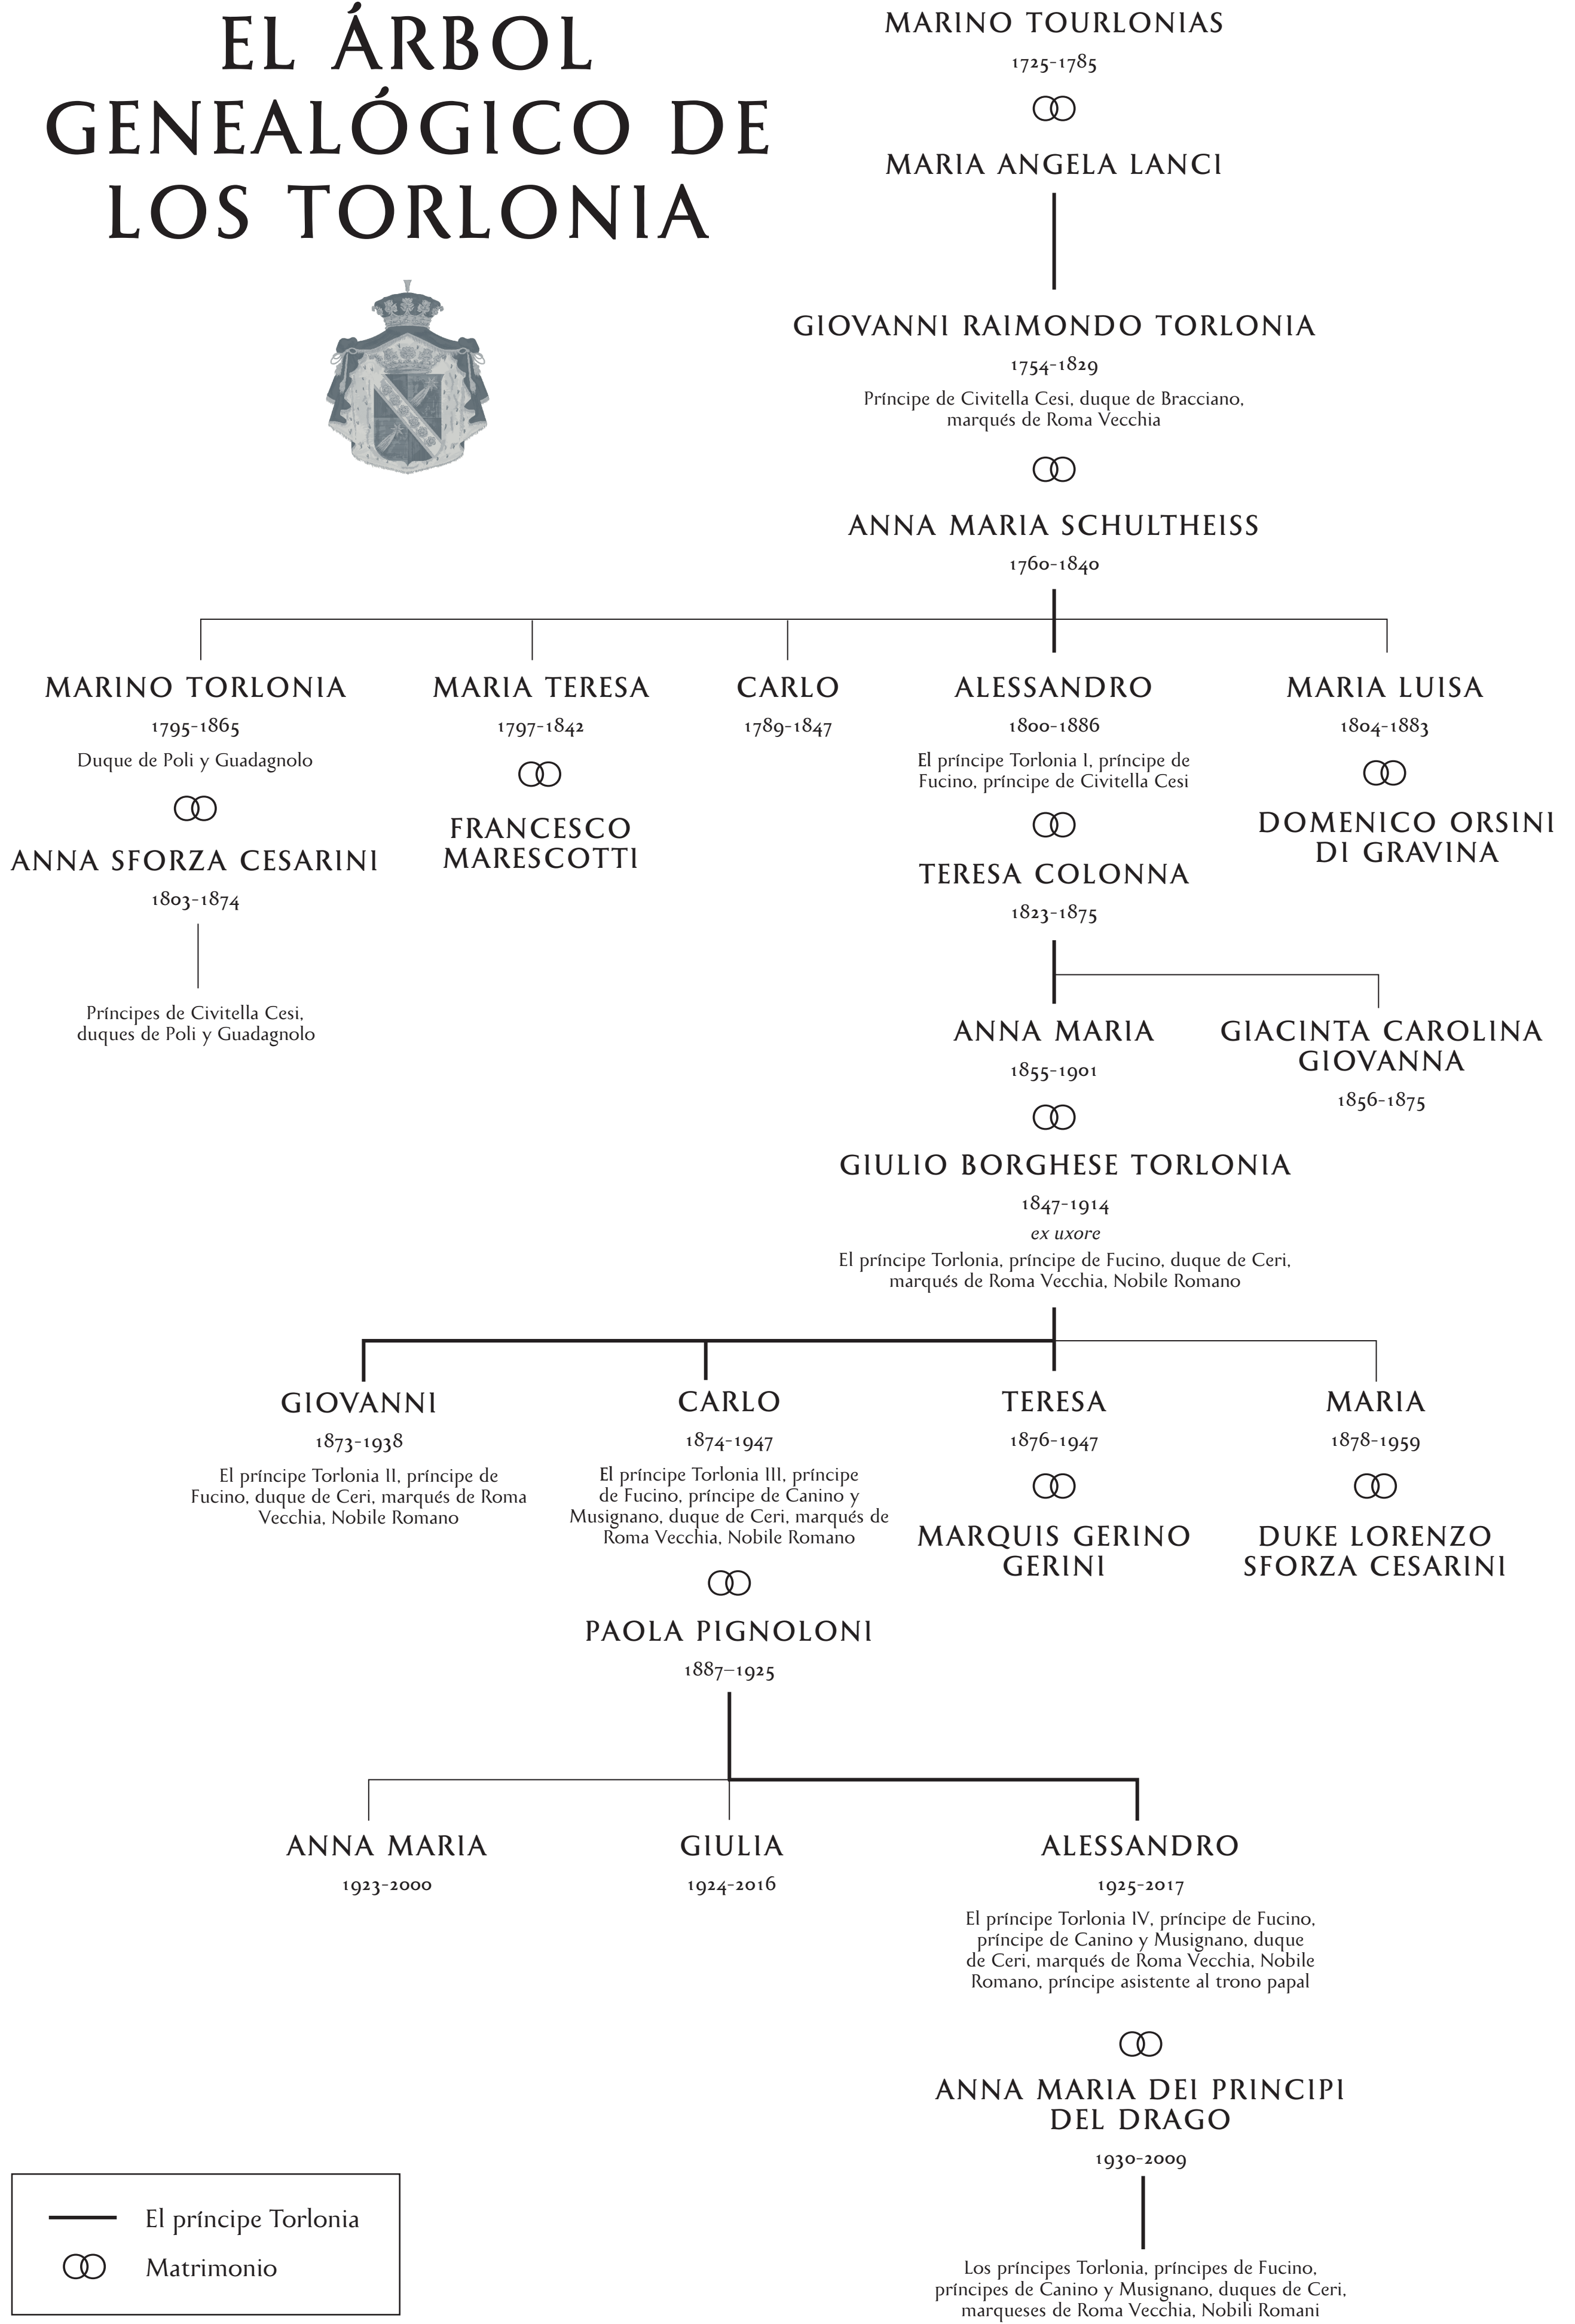 EL ÁRBOL
GENEALÓGICO DE
LOS TORLONIA
MARINO TOURLONIAS
1725-1785
MARIA ANGELA LANCI
GIOVANNI RAIMONDO TORLONIA
1754-1829
Príncipe de Civitella Cesi, duque de Bracciano,
marqués de Roma Vecchia
ANNA MARIA SCHULTHEISS
1760-1840
MARINO TORLONIA
1795-1865
Duque de Poli y Guadagnolo
ANNA SFORZA CESARINI
1803-1874
Príncipes de Civitella Cesi,
duques de Poli y Guadagnolo
MARIA TERESA
1797-1842
FRANCESCO
MARESCOTTI
CARLO
1789-1847
ALESSANDRO
1800-1886
El príncipe Torlonia I, príncipe de
Fucino, príncipe de Civitella Cesi
TERESA COLONNA
1823-1875
MARIA LUISA
1804-1883
DOMENICO ORSINI
DI GRAVINA
ANNA MARIA
1855-1901
GIULIO BORGHESE TORLONIA
1847-1914
ex uxore
El príncipe Torlonia, príncipe de Fucino, duque de Ceri,
marqués de Roma Vecchia, Nobile Romano
GIACINTA CAROLINA
GIOVANNA
1856-1875
GIOVANNI
1873-1938
El príncipe Torlonia II, príncipe de
Fucino, duque de Ceri, marqués de Roma
Vecchia, Nobile Romano
CARLO
1874-1947
El príncipe Torlonia III, príncipe
de Fucino, príncipe de Canino y
Musignano, duque de Ceri, marqués de
Roma Vecchia, Nobile Romano
PAOLA PIGNOLONI
1887–1925
TERESA
1876-1947
MARQUIS GERINO
GERINI
MARIA
1878-1959
DUKE LORENZO
SFORZA CESARINI
ANNA MARIA
1923-2000
GIULIA
1924-2016
ALESSANDRO
1925-2017
El príncipe Torlonia IV, príncipe de Fucino,
príncipe de Canino y Musignano, duque
de Ceri, marqués de Roma Vecchia, Nobile
Romano, príncipe asistente al trono papal
ANNA MARIA DEI PRINCIPI
DEL DRAGO
1930-2009
Los príncipes Torlonia, príncipes de Fucino,
príncipes de Canino y Musignano, duques de Ceri,
marqueses de Roma Vecchia, Nobili Romani
El príncipe Torlonia
Matrimonio